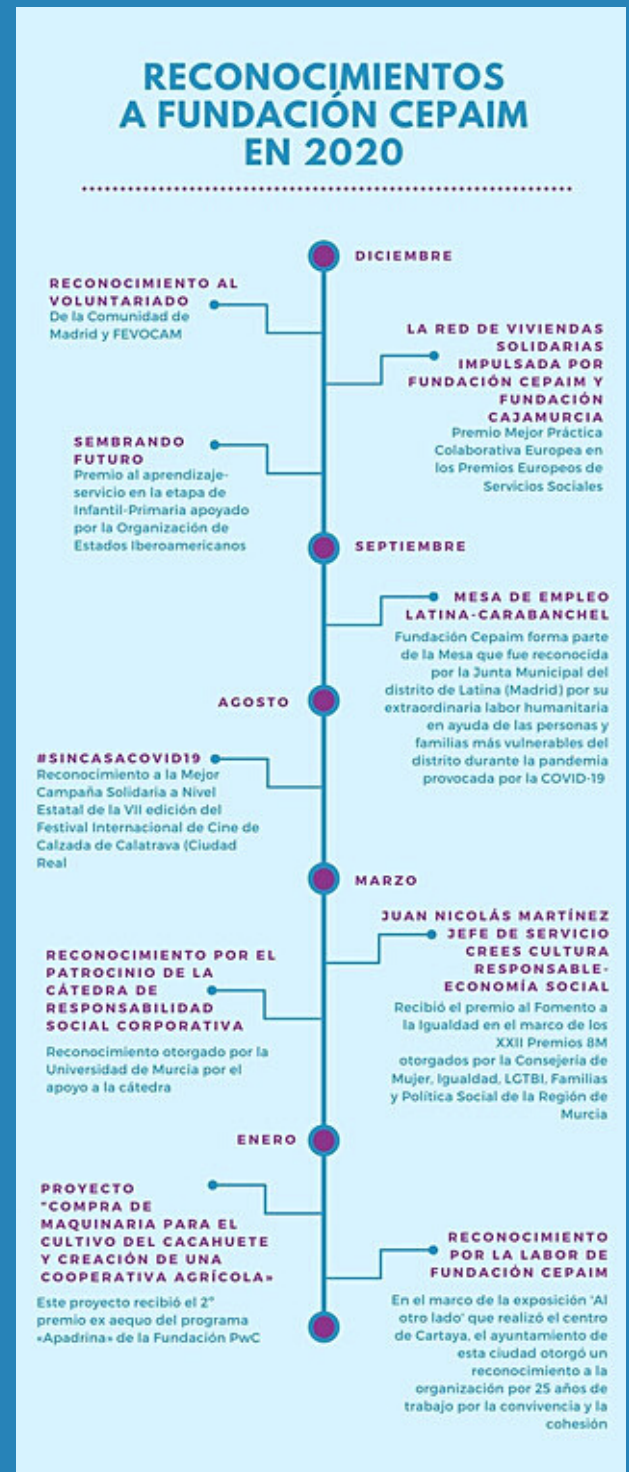 RECONOCIMIENTOS
A FUNDACIÓN CEPAIM
EN 2020
DICIEMBRE
RECONOCIMIENTO AL
VOLUNTARIADO
De la Comunidad de
Madrid y FEVOCAM
LA RED DE VIVIENDAS
SOLIDARIAS
IMPULSADA POR
FUNDACIÓN CEPAIM Y
FUNDACIÓN
CAJAMURCIA
Premio Mejor Práctica
Colaborativa Europea en
los Premios Europeos de
Servicios Sociales
SEMBRANDO
FUTURO
Premio al aprendizaje-
servicio en la etapa de
Infantil-Primaria apoyado
por la Organización de
Estados Iberoamericanos
SEPTIEMBRE
MESA DE EMPLEO
LATINA-CARABANCHEL
Fundación Cepaim forma parte
de la Mesa que fue reconocida
por la Junta Municipal del
distrito de Latina (Madrid) por su
extraordinaria labor humanitaria
en ayuda de las personas y
familias más vulnerables del
distrito durante la pandemia
provocada por la COVID-19
AGOSTO
#SINCASACOVID19
Reconocimiento a la Mejor
Campaña Solidaria a Nivel
Estatal de la VII edición del
Festival Internacional de Cine de
Calzada de Calatrava (Ciudad
Real
MARZO
JUAN NICOLÁS MARTÍNEZ
JEFE DE SERVICIO
CREES CULTURA
RESPONSABLE-
ECONOMÍA SOCIAL
Recibió el premio al Fomento a
la Igualdad en el marco de los
XXII Premios 8M
otorgados por la Consejería de
Mujer, Igualdad, LGTBI, Familias
y Política Social de la Región de
Murcia
RECONOCIMIENTO POR EL
PATROCINIO DE LA
CÁTEDRA DE
RESPONSABILIDAD
SOCIAL CORPORATIVA
Reconocimiento otorgado por la
Universidad de Murcia por el
apoyo a la cátedra
ENERO
PROYECTO
"COMPRA DE
MAQUINARIA PARA EL
CULTIVO DEL CACAHUETE
Y CREACIÓN DE UNA
COOPERATIVA AGRÍCOLA»
Este proyecto recibió el 2º
premio ex aequo del programa
«Apadrina» de la Fundación PwC
RECONOCIMIENTO
POR LA LABOR DE
FUNDACIÓN CEPAIM
En el marco de la exposición 'Al
otro lado' que realizó el centro
de Cartaya, el ayuntamiento de
esta ciudad otorgó un
reconocimiento a la
organización por 25 años de
trabajo por la convivencia y la
cohesión